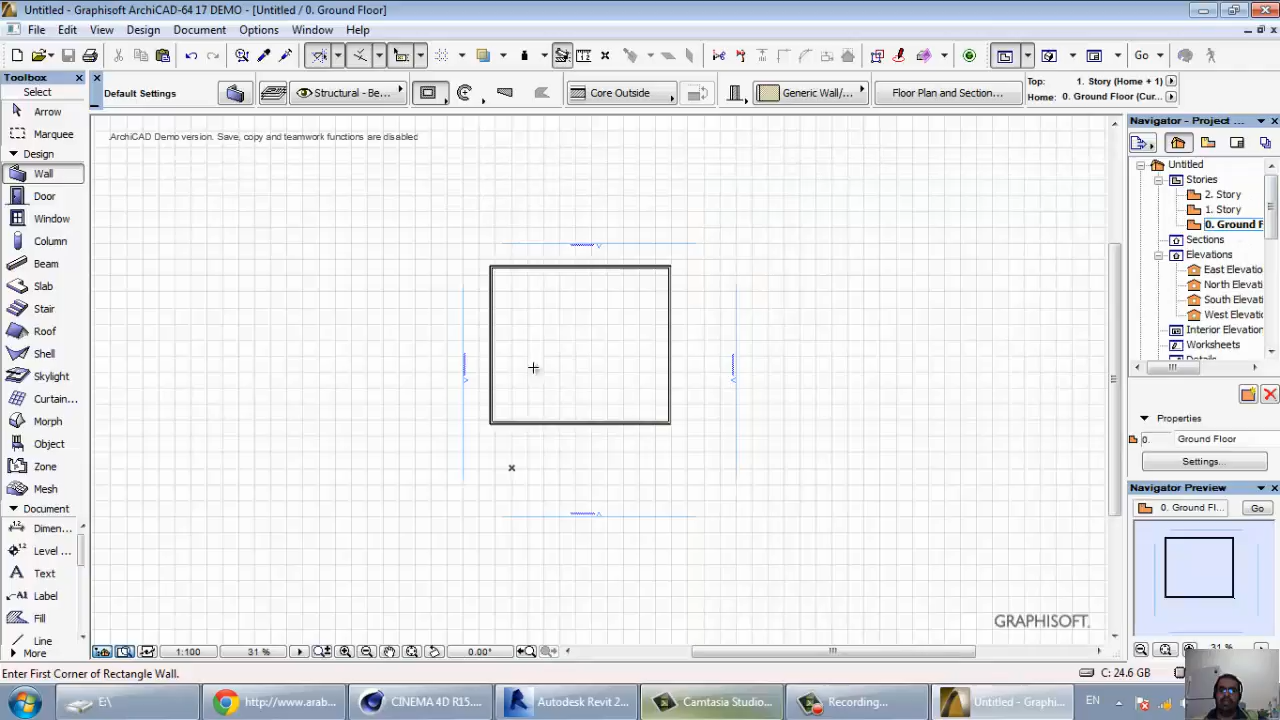 Untitled - Graphisoft ArchiCAD-64 17 DEMO - [Untitled / 0. Ground Floor]
File Edit View Design Document Options Window Help
Go
Toolbox
Select
Arrow
Marquee
Design
Wall
Door
Window
Column
Beam
Slab
Stair
Roof
Shell
Skylight
Curtain...
Morph
Object
Zone
Mesh
Document
Dimen...
Level ...
Text
Label
Fill
Line
More
Default Settings
Structural - Be...
Core Outside
Generic Wall/...
Floor Plan and Section...
Top: 1. Story (Home + 1)
Home: 0. Ground Floor (Cur...
ArchiCAD Demo version. Save, copy and teamwork functions are disabled
GRAPHISOFT.
Navigator - Project ...
Untitled
Stories
2. Story
1. Story
0. Ground F
Sections
Elevations
East Elevatio
North Elevati
South Elevati
West Elevatio
Interior Elevation
Worksheets
Properties
0. Ground Floor
Settings...
Navigator Preview
0. Ground Fl...
Go
31 %
1:100
31 %
0.00°
Enter First Corner of Rectangle Wall.
C: 24.6 GB
E:\
http://www.arab...
CINEMA 4D R15....
Autodesk Revit 2...
Camtasia Studio...
Recording...
Untitled - Graphi...
EN